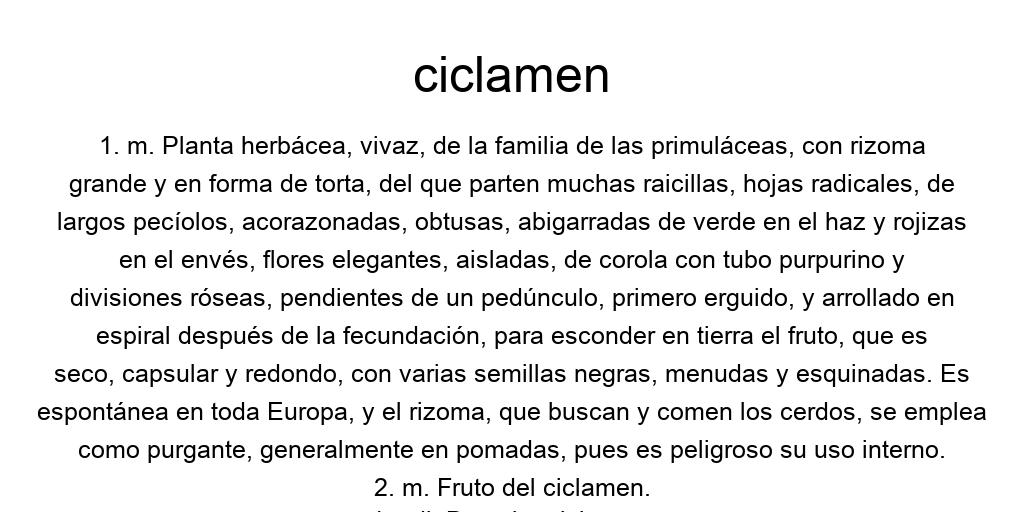 ciclamen
1. m. Planta herbácea, vivaz, de la familia de las primuláceas, con rizoma
grande y en forma de torta, del que parten muchas raicillas, hojas radicales, de
largos pecíolos, acorazonadas, obtusas, abigarradas de verde en el haz y rojizas
en el envés, flores elegantes, aisladas, de corola con tubo purpurino y
divisiones róseas, pendientes de un pedúnculo, primero erguido, y arrollado en
espiral después de la fecundación, para esconder en tierra el fruto, que es
seco, capsular y redondo, con varias semillas negras, menudas y esquinadas. Es
espontánea en toda Europa, y el rizoma, que buscan y comen los cerdos, se emplea
como purgante, generalmente en pomadas, pues es peligroso su uso interno.
2. m. Fruto del ciclamen.